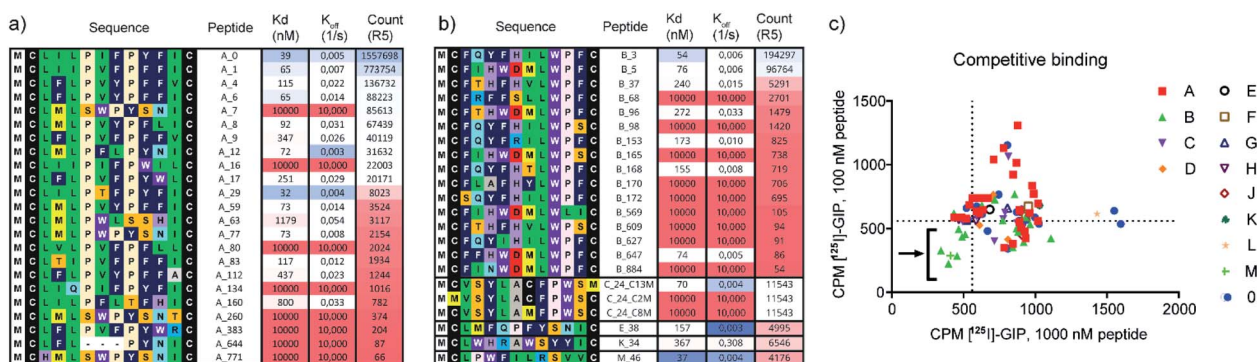 a)
Sequence Peptide Kd (nM) K_off (1/s) Count (R5)
M C L I L P I F P Y F I C A_0 39 0,005 1557698
M C L I L P V F P Y F I C A_1 65 0,007 773754
M C L F L P V Y P F F V C A_4 115 0,022 136732
M C L F L P V Y P F F I C A_6 65 0,014 88223
M C L M L S W P Y S N I C A_7 10000 10,000 85613
M C L M L P V Y P F L I C A_8 92 0,031 67439
A_9 347 0,026 40119
M C L M L P F L P Y N I C A_12 72 0,003 31632
A_16 10000 10,000 22003
A_17 251 0,029 20171
M C L I L P T F P Y F I C A_29 32 0,004 8023
A_59 73 0,014 3524
M C L M L P W L S S H I C A_63 1179 0,054 3117
A_77 73 0,008 2154
M C L V L P V F P F L L C A_80 10000 10,000 2024
M C L T I P V F P F F L C A_83 12 0,011 1934
A_112 437 0,023 1244
A_134 10000 10,000 1016
A_160 800 0,033 782
A_260 10000 10,000 374
A_383 10000 10,000 204
A_644 10000 10,000 87
M C H M L S W P Y S N I C A_771 10000 10,000 66
b)
Sequence Peptide Kd (nM) K_off (1/s) Count (R5)
M C F Q Y F H I L W P F C B_3 54 0,006 194297
M C F I H W D M L W P F C B_5 76 0,006 96764
M C F T H F H V L W P F C B_37 240 0,015 5291
M C F R F F S L L W P F C B_68 10000 10,000 2701
M C F T H W D M L W P F C B_96 272 0,033 1479
M C F Q Y F H I L W P S C B_98 10000 10,000 1420
M C F Q Y F R I L W P F C B_153 173 0,010 825
M C F I H W D M L W P S C B_165 10000 10,000 738
M C F Q Y F H T L W P F C B_168 155 0,008 719
M C F L A F H Y L W P F C B_170 10000 10,000 706
M C S Q Y F H I L W P F C B_172 10000 10,000 695
M C F I H W D M L W L I C B_569 10000 10,000 105
M C F T H F H V L W P S C B_609 10000 10,000 94
B_627 10000 10,000 91
B_647 74 0,005 86
M C F I N W D M L W P F C B_884 10000 10,000 54
M C V S Y L A C F P W S M C_24_C13M 70 0,004 11543
M M V S Y L A C F P W S C C_24_C2M 10000 10,000 11543
M C V S Y L A M F P W S C C_24_C8M 10000 10,000 11543
M C L M F Q P F Y S N I C E_38 157 0,003 4995
M C L W H R A W S Y Y I C K_34 367 0,308 6546
M C L P W F I L R S V V C M_46 37 0,004 4176
c)
Competitive binding
CPM [¹²⁵I]-GIP, 100 nM peptide
1500
1000
500
0
0 500 1000 1500 2000
CPM [¹²⁵I]-GIP, 1000 nM peptide
A E
B F
C G
D H
J
K
L
M
0